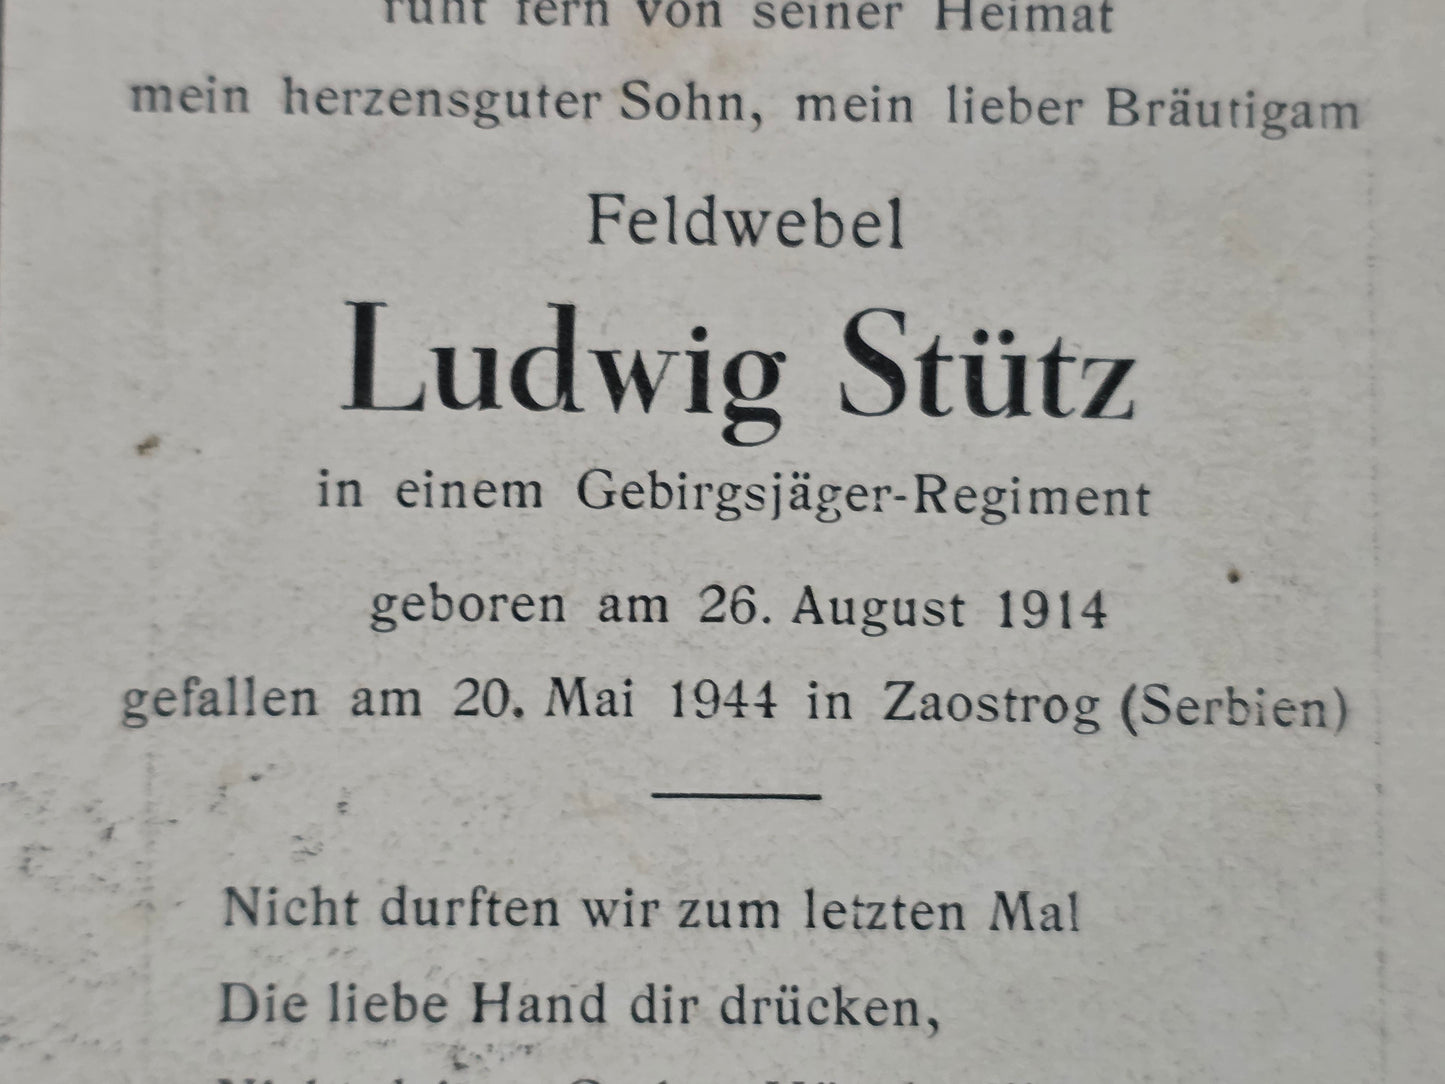 ruht fern von seiner Heimat
mein herzensguter Sohn, mein lieber Bräutigam
Feldwebel
Ludwig Stütz
in einem Gebirgsjäger-Regiment
geboren am 26. August 1914
gefallen am 20. Mai 1944 in Zaostrog (Serbien)
Nicht durften wir zum letzten Mal
Die liebe Hand dir drücken,